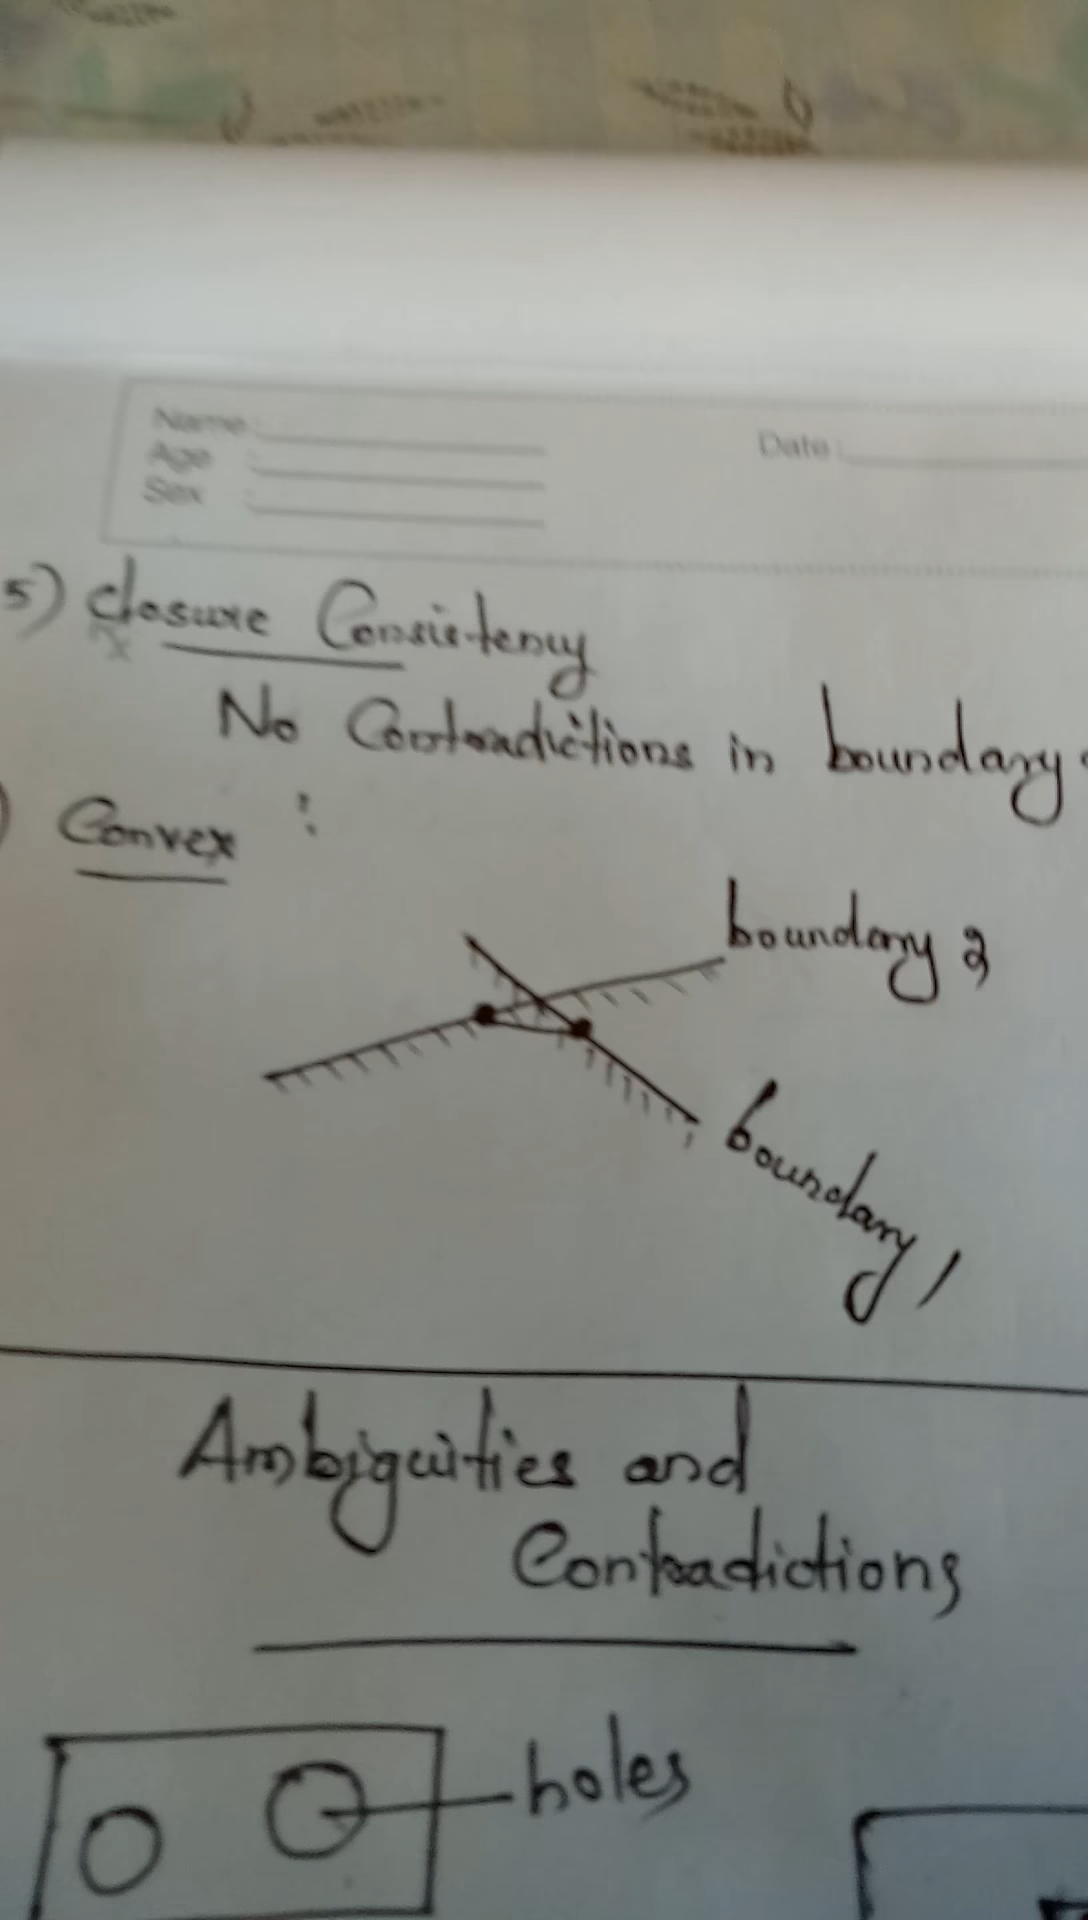 Name :
Date :
Age :
Sex :
5) Closure Consistency
No Contradictions in boundary
) Convex :
boundary 2
boundary 1
Ambiguities and
Contradictions
holes